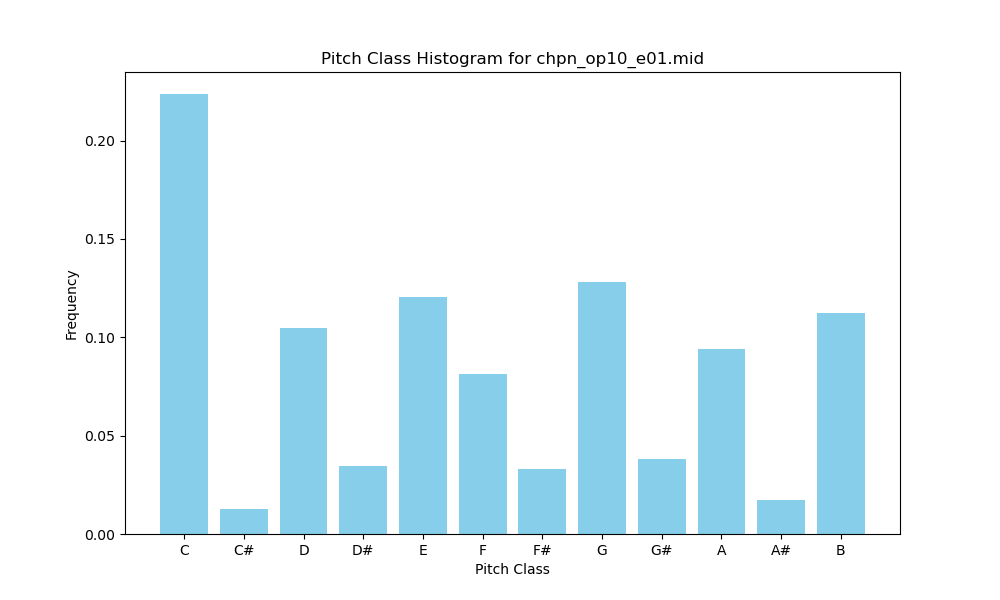 Pitch Class Histogram for chpn_op10_e01.mid
Frequency
0.20
0.15
0.10
0.05
0.00
C C# D D# E F F# G G# A A# B
Pitch Class